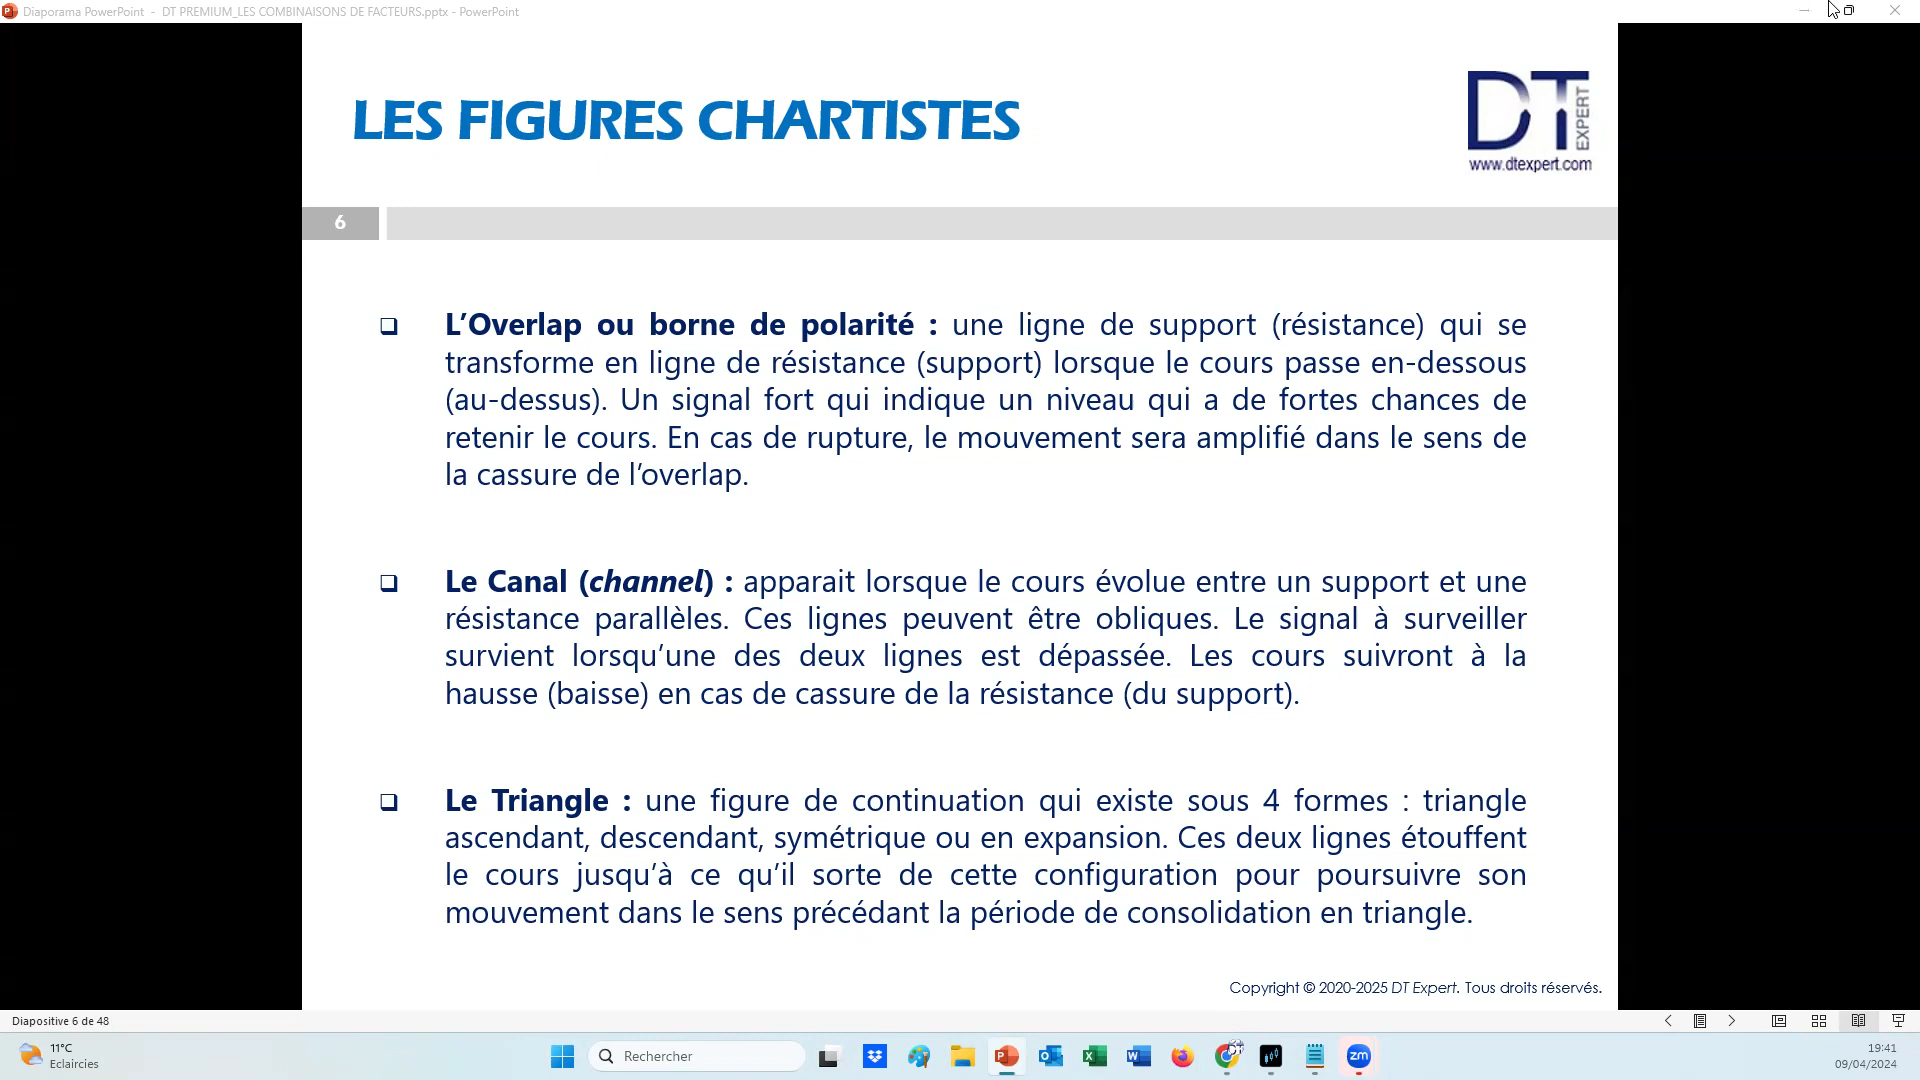 Diaporama PowerPoint - DT PREMIUM_LES COMBINAISONS DE FACTEURS.pptx - PowerPoint
LES FIGURES CHARTISTES
DT EXPERT
www.dtexpert.com
6
❑ L’Overlap ou borne de polarité : une ligne de support (résistance) qui se
transforme en ligne de résistance (support) lorsque le cours passe en-dessous
(au-dessus). Un signal fort qui indique un niveau qui a de fortes chances de
retenir le cours. En cas de rupture, le mouvement sera amplifié dans le sens de
la cassure de l’overlap.
❑ Le Canal (channel) : apparait lorsque le cours évolue entre un support et une
résistance parallèles. Ces lignes peuvent être obliques. Le signal à surveiller
survient lorsqu’une des deux lignes est dépassée. Les cours suivront à la
hausse (baisse) en cas de cassure de la résistance (du support).
❑ Le Triangle : une figure de continuation qui existe sous 4 formes : triangle
ascendant, descendant, symétrique ou en expansion. Ces deux lignes étouffent
le cours jusqu’à ce qu’il sorte de cette configuration pour poursuivre son
mouvement dans le sens précédant la période de consolidation en triangle.
Copyright © 2020-2025 DT Expert. Tous droits réservés.
Diapositive 6 de 48
11°C
Eclaircies
Rechercher
zm
19:41
09/04/2024